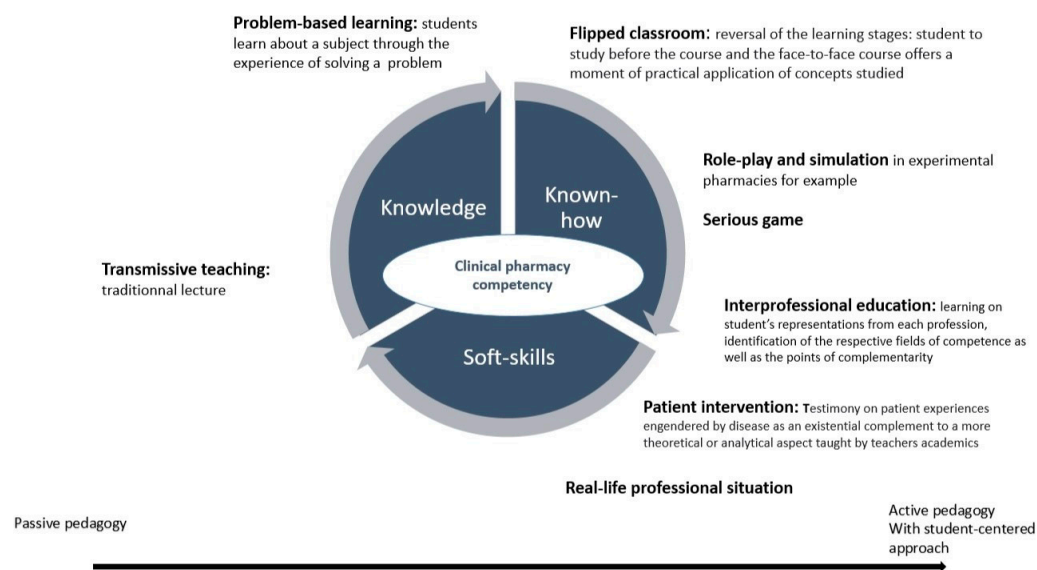 Problem-based learning: students
learn about a subject through the
experience of solving a problem
Flipped classroom: reversal of the learning stages: student to
study before the course and the face-to-face course offers a
moment of practical application of concepts studied
Role-play and simulation in experimental
pharmacies for example
Serious game
Knowledge
Known-
how
Clinical pharmacy
competency
Soft-skills
Transmissive teaching:
traditionnal lecture
Interprofessional education: learning on
student's representations from each profession,
identification of the respective fields of competence as
well as the points of complementarity
Patient intervention: Testimony on patient experiences
engendered by disease as an existential complement to a more
theoretical or analytical aspect taught by teachers academics
Real-life professional situation
Passive pedagogy
Active pedagogy
With student-centered
approach